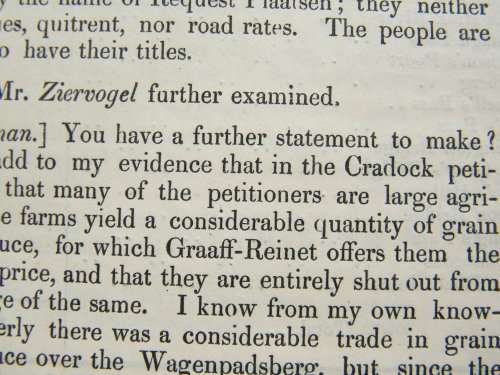 the name of Request Plaatsen ; they neither
es, quitrent, nor road rates. The people are
o have their titles.
Mr. Ziervogel further examined.
man.] You have a further statement to make ?
add to my evidence that in the Cradock peti-
that many of the petitioners are large agri-
e farms yield a considerable quantity of grain
uce, for which Graaff-Reinet offers them the
price, and that they are entirely shut out from
ge of the same. I know from my own know-
erly there was a considerable trade in grain
uce over the Wagenpadsberg, but since the